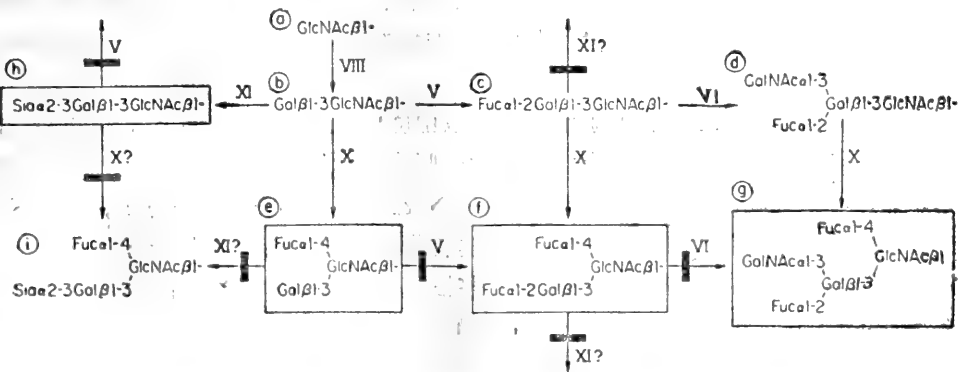 ⓐ
GlcNAcβ1-
V
XI?
ⓗ
VIII
ⓓ
GalNAcα1-3
ⓑ
ⓒ
Siaα2-3Galβ1-3GlcNAcβ1-
XI
Galβ1-3GlcNAcβ1-
V
Fucα1-2Galβ1-3GlcNAcβ1-
VI
Galβ1-3GlcNAcβ1-
Fucα1-2
X?
X
X
X
ⓔ
ⓕ
ⓖ
ⓘ
Fucα1-4
XI?
Fucα1-4
V
Fucα1-4
VI
Fucα1-4
GlcNAcβ1-
GlcNAcβ1-
GlcNAcβ1-
GalNAcα1-3
GlcNAcβ1
Siaα2-3Galβ1-3
Galβ1-3
Fucα1-2Galβ1-3
Galβ1-3
Fucα1-2
XI?